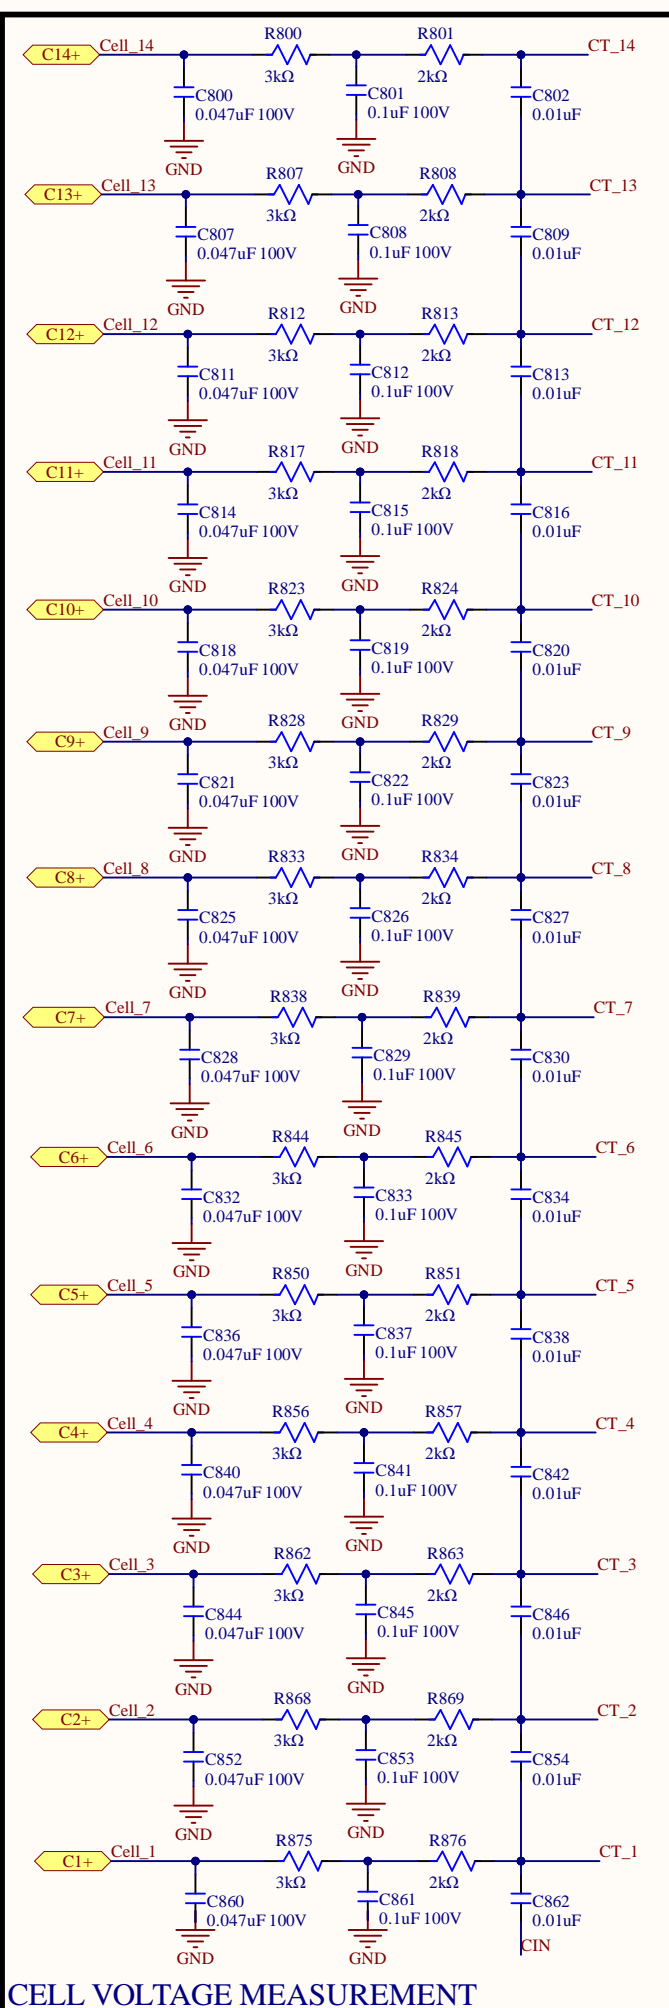 R800 R801
C14+ Cell_14 CT_14
3kΩ 2kΩ
C800 C801 C802
0.047uF 100V 0.1uF 100V 0.01uF
GND GND
R807 R808
C13+ Cell_13 CT_13
3kΩ 2kΩ
C807 C808 C809
0.047uF 100V 0.1uF 100V 0.01uF
GND GND
R812 R813
C12+ Cell_12 CT_12
3kΩ 2kΩ
C811 C812 C813
0.047uF 100V 0.1uF 100V 0.01uF
GND GND
R817 R818
C11+ Cell_11 CT_11
3kΩ 2kΩ
C814 C815 C816
0.047uF 100V 0.1uF 100V 0.01uF
GND GND
R823 R824
C10+ Cell_10 CT_10
3kΩ 2kΩ
C818 C819 C820
0.047uF 100V 0.1uF 100V 0.01uF
GND GND
R828 R829
C9+ Cell_9 CT_9
3kΩ 2kΩ
C821 C822 C823
0.047uF 100V 0.1uF 100V 0.01uF
GND GND
R833 R834
C8+ Cell_8 CT_8
3kΩ 2kΩ
C825 C826 C827
0.047uF 100V 0.1uF 100V 0.01uF
GND GND
R838 R839
C7+ Cell_7 CT_7
3kΩ 2kΩ
C828 C829 C830
0.047uF 100V 0.1uF 100V 0.01uF
GND GND
R844 R845
C6+ Cell_6 CT_6
3kΩ 2kΩ
C832 C833 C834
0.047uF 100V 0.1uF 100V 0.01uF
GND GND
R850 R851
C5+ Cell_5 CT_5
3kΩ 2kΩ
C836 C837 C838
0.047uF 100V 0.1uF 100V 0.01uF
GND GND
R856 R857
C4+ Cell_4 CT_4
3kΩ 2kΩ
C840 C841 C842
0.047uF 100V 0.1uF 100V 0.01uF
GND GND
R862 R863
C3+ Cell_3 CT_3
3kΩ 2kΩ
C844 C845 C846
0.047uF 100V 0.1uF 100V 0.01uF
GND GND
R868 R869
C2+ Cell_2 CT_2
3kΩ 2kΩ
C852 C853 C854
0.047uF 100V 0.1uF 100V 0.01uF
GND GND
R875 R876
C1+ Cell_1 CT_1
3kΩ 2kΩ
C860 C861 C862
0.047uF 100V 0.1uF 100V 0.01uF
GND GND CIN
CELL VOLTAGE MEASUREMENT